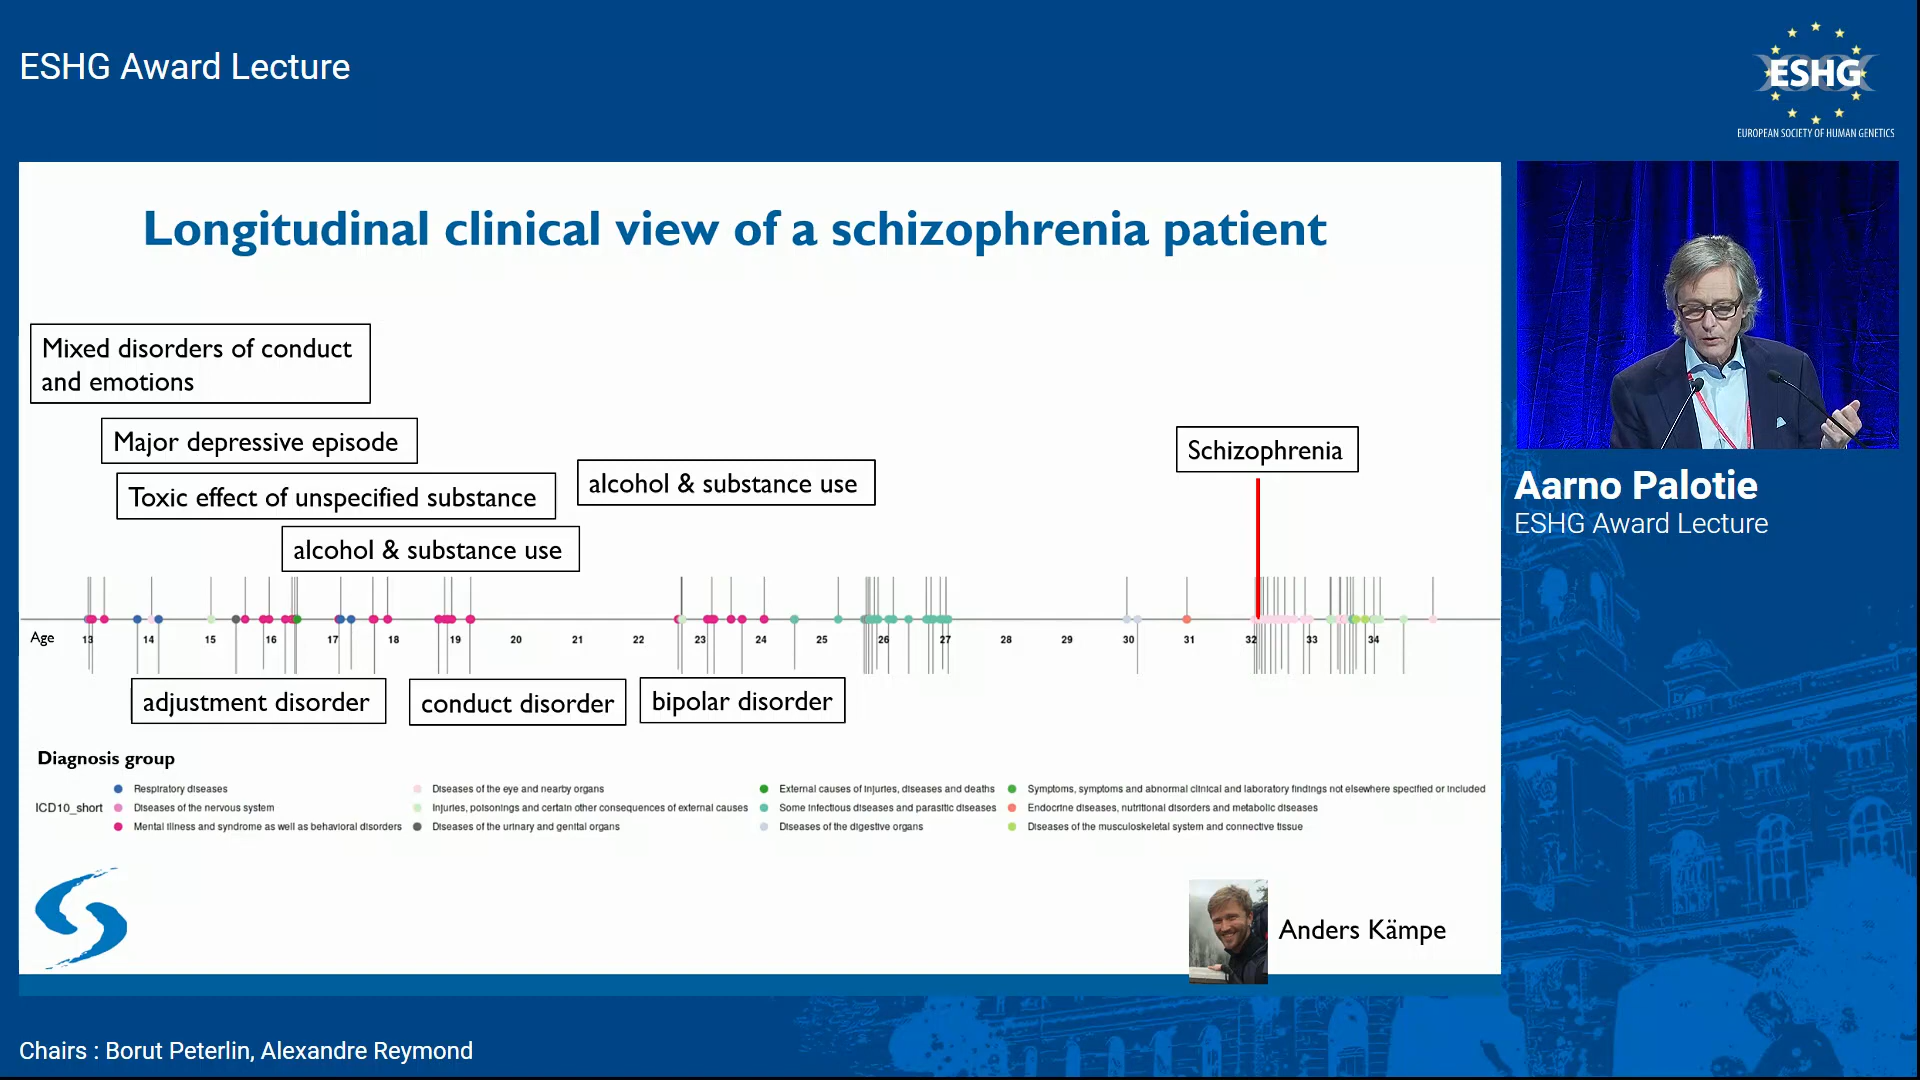 ESHG Award Lecture
ESHG
EUROPEAN SOCIETY OF HUMAN GENETICS
Longitudinal clinical view of a schizophrenia patient
Mixed disorders of conduct
and emotions
Major depressive episode
Toxic effect of unspecified substance
alcohol & substance use
alcohol & substance use
Schizophrenia
Age 13 14 15 16 17 18 19 20 21 22 23 24 25 26 27 28 29 30 31 32 33 34
adjustment disorder
conduct disorder
bipolar disorder
Diagnosis group
ICD10_short
Respiratory diseases
Diseases of the nervous system
Mental illness and syndrome as well as behavioral disorders
Diseases of the eye and nearby organs
Injuries, poisonings and certain other consequences of external causes
Diseases of the urinary and genital organs
External causes of injuries, diseases and deaths
Some infectious diseases and parasitic diseases
Diseases of the digestive organs
Symptoms, symptoms and abnormal clinical and laboratory findings not elsewhere specified or included
Endocrine diseases, nutritional disorders and metabolic diseases
Diseases of the musculoskeletal system and connective tissue
Anders Kämpe
Aarno Palotie
ESHG Award Lecture
Chairs : Borut Peterlin, Alexandre Reymond